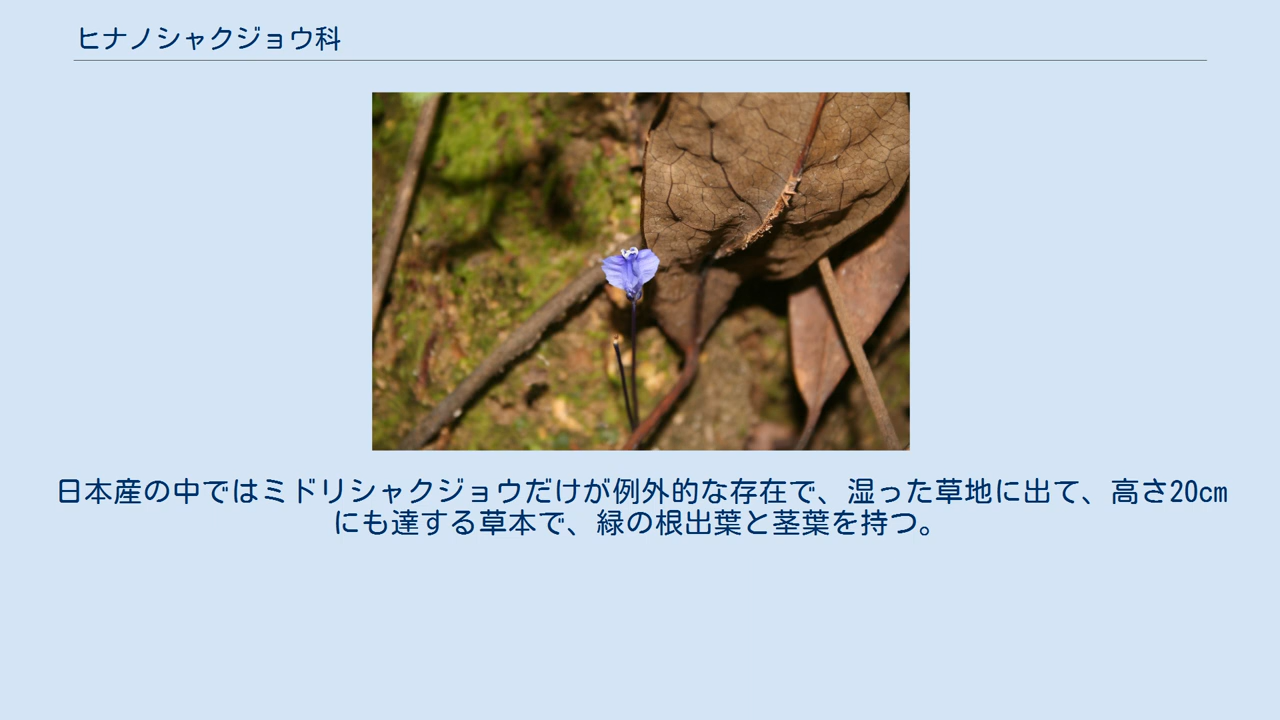 ヒナノシャクジョウ科
日本産の中ではミドリシャクジョウだけが例外的な存在で、湿った草地に出て、高さ20cm
にも達する草本で、緑の根出葉と茎葉を持つ。